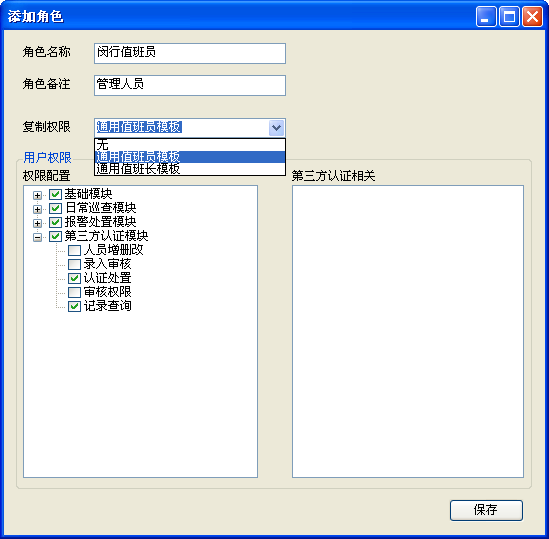 添加角色
角色名称 闵行值班员
角色备注 管理人员
复制权限 通用值班员模板
无
通用值班员模板
通用值班长模板
用户权限
权限配置 第三方认证相关
基础模块
日常巡查模块
报警处置模块
第三方认证模块
人员增册改
录入审核
认证处置
审核权限
记录查询
保存